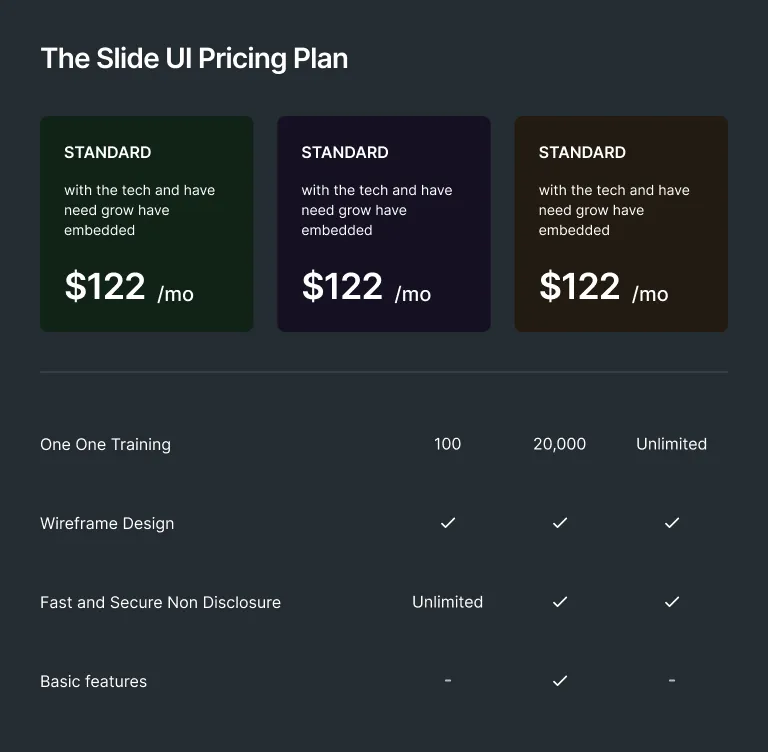 The Slide UI Pricing Plan
STANDARD
with the tech and have
need grow have
embedded
$122 /mo
STANDARD
with the tech and have
need grow have
embedded
$122 /mo
STANDARD
with the tech and have
need grow have
embedded
$122 /mo
One One Training 100 20,000 Unlimited
Wireframe Design ✓ ✓ ✓
Fast and Secure Non Disclosure Unlimited ✓ ✓
Basic features - ✓ -